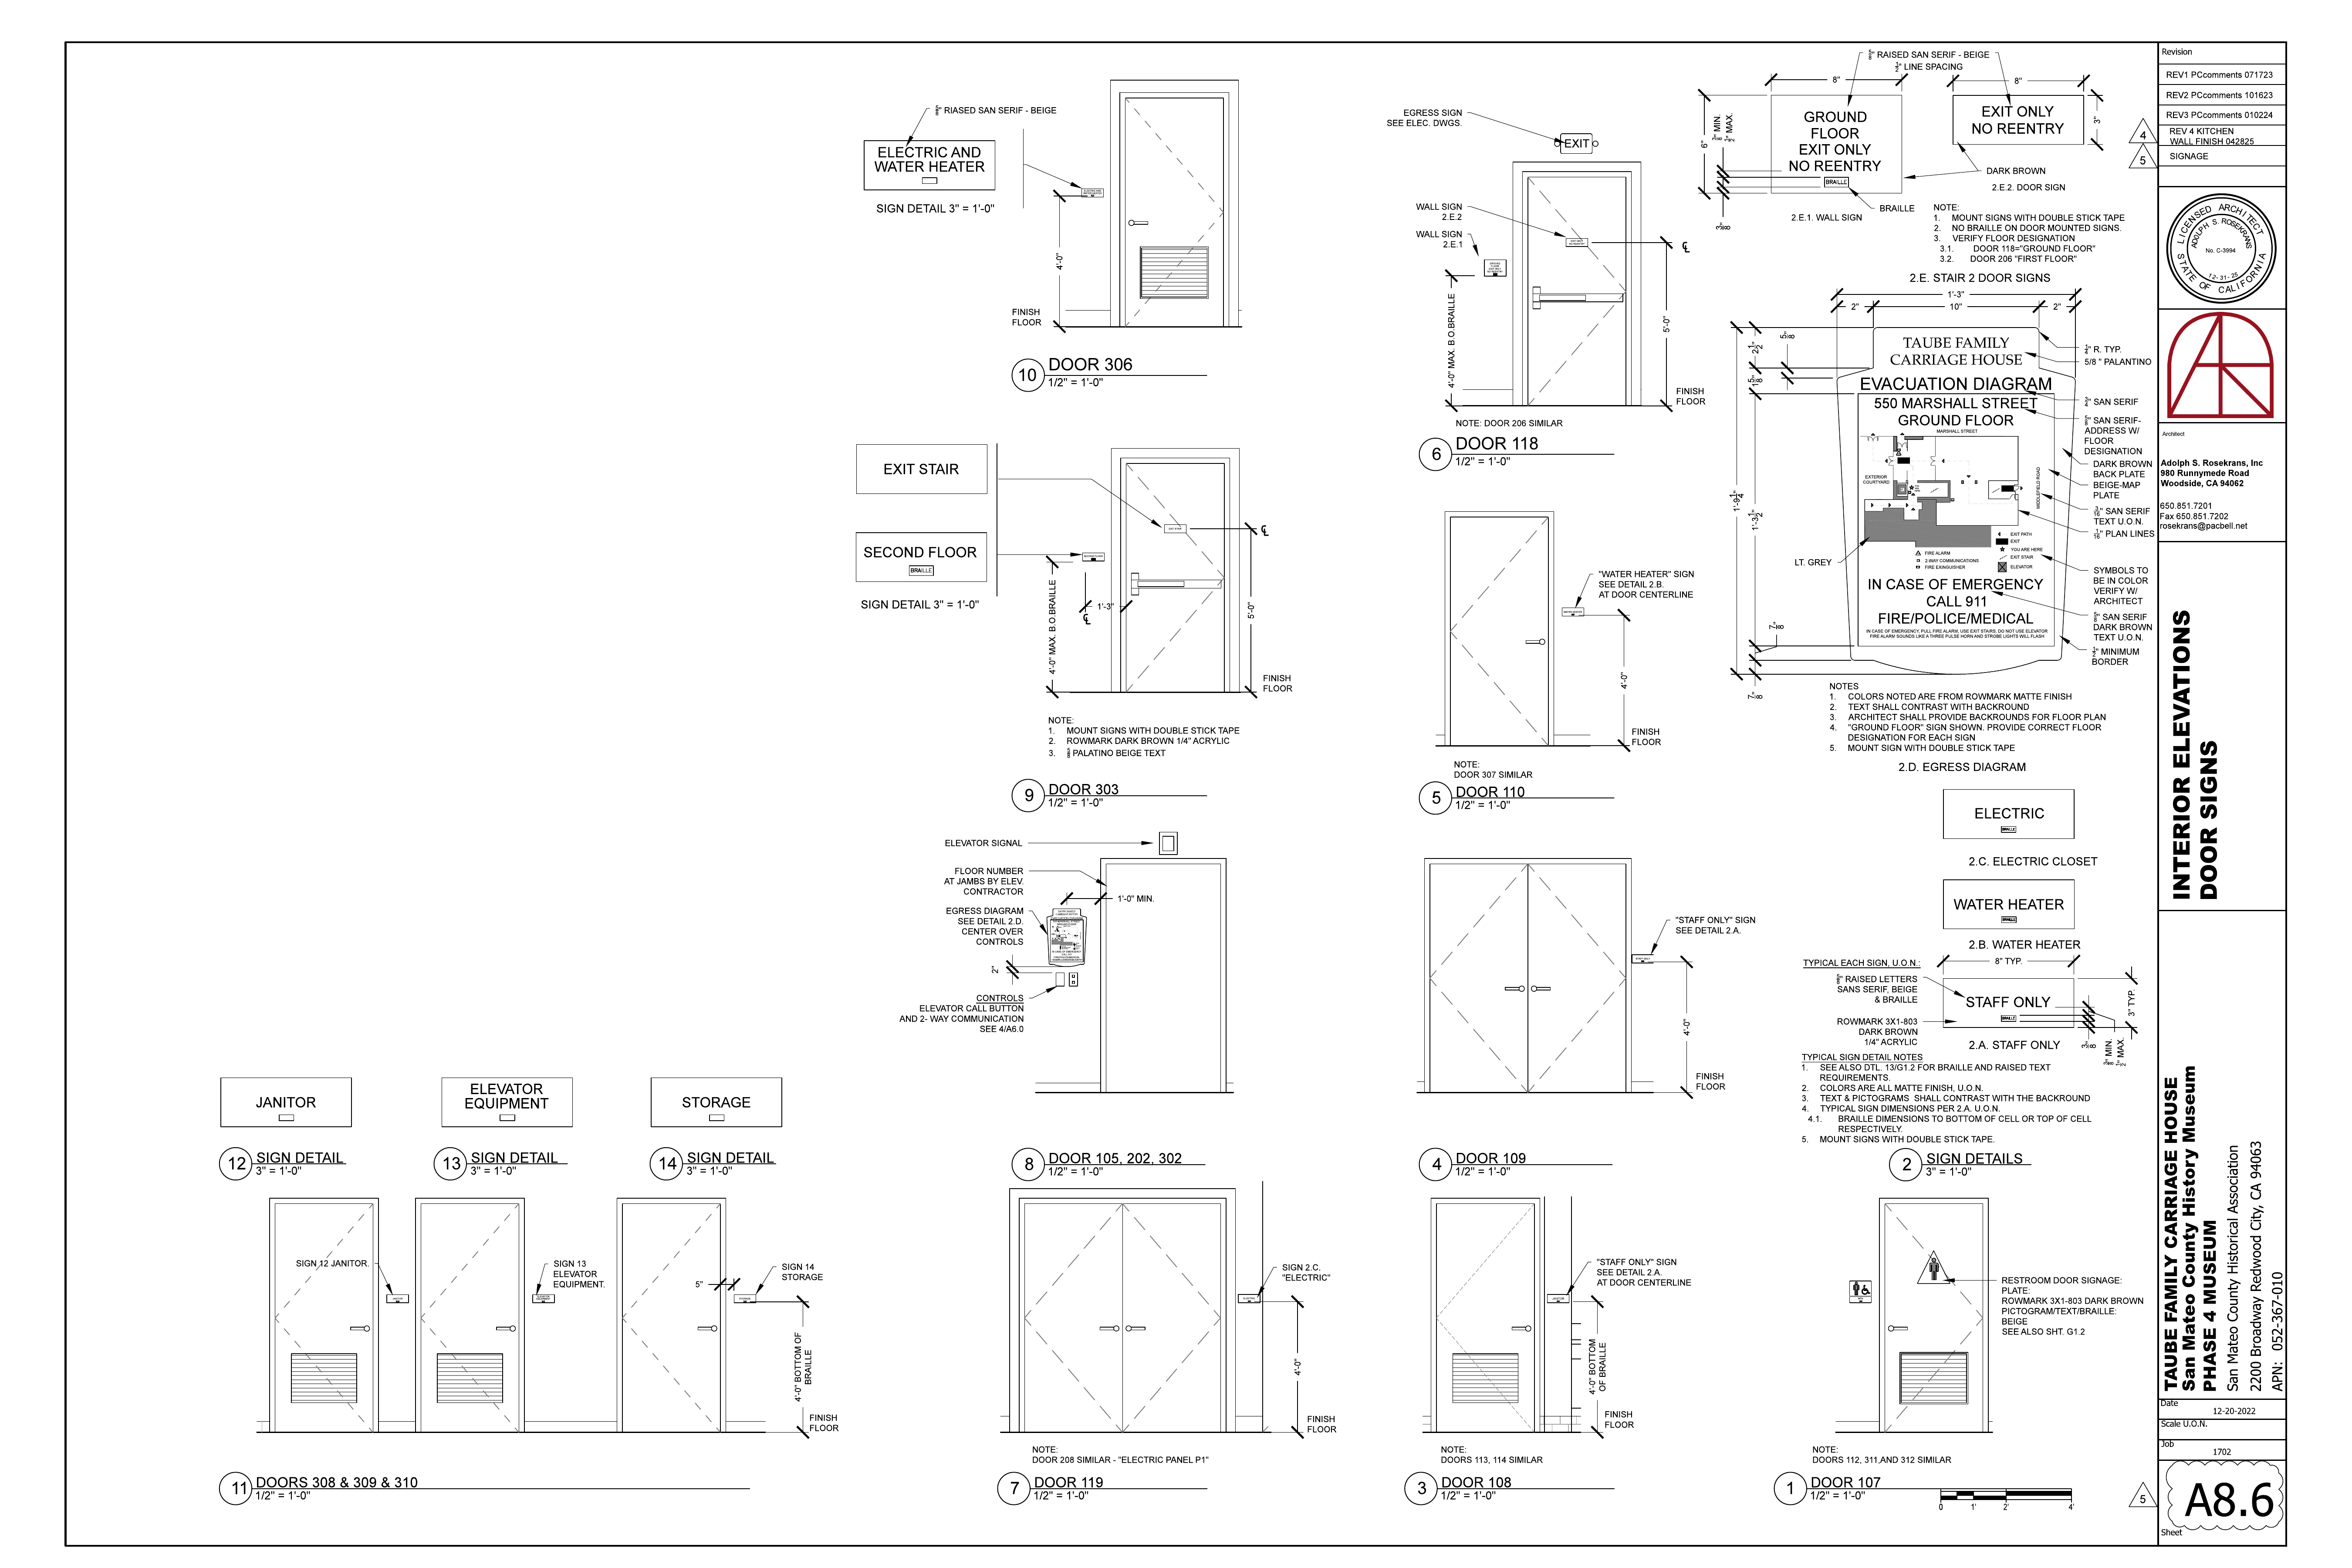 ⅝" RIASED SAN SERIF - BEIGE
ELECTRIC AND
WATER HEATER
SIGN DETAIL 3" = 1'-0"
4'-0"
FINISH
FLOOR
10
DOOR 306
1/2" = 1'-0"
EXIT STAIR
SECOND FLOOR
BRAILLE
SIGN DETAIL 3" = 1'-0"
4'-0" MAX. B.O.BRAILLE
1'-3"
5'-0"
FINISH
FLOOR
NOTE:
1. MOUNT SIGNS WITH DOUBLE STICK TAPE
2. ROWMARK DARK BROWN 1/4" ACRYLIC
3. ⅝ PALATINO BEIGE TEXT
9
DOOR 303
1/2" = 1'-0"
ELEVATOR SIGNAL
FLOOR NUMBER
AT JAMBS BY ELEV.
CONTRACTOR
1'-0" MIN.
EGRESS DIAGRAM
SEE DETAIL 2.D.
CENTER OVER
CONTROLS
2"
CONTROLS
ELEVATOR CALL BUTTON
AND 2- WAY COMMUNICATION
SEE 4/A6.0
8
DOOR 105, 202, 302
1/2" = 1'-0"
JANITOR
12
SIGN DETAIL
3" = 1'-0"
ELEVATOR
EQUIPMENT
13
SIGN DETAIL
3" = 1'-0"
STORAGE
14
SIGN DETAIL
3" = 1'-0"
SIGN 12 JANITOR.
SIGN 13
ELEVATOR
EQUIPMENT.
5"
SIGN 14
STORAGE
4'-0" BOTTOM OF
BRAILLE
FINISH
FLOOR
11
DOORS 308 & 309 & 310
1/2" = 1'-0"
SIGN 2.C.
"ELECTRIC"
4'-0"
FINISH
FLOOR
NOTE:
DOOR 208 SIMILAR - "ELECTRIC PANEL P1"
7
DOOR 119
1/2" = 1'-0"
EGRESS SIGN
SEE ELEC. DWGS.
EXIT
WALL SIGN
2.E.2
WALL SIGN
2.E.1
4'-0" MAX. B.O.BRAILLE
5'-0"
FINISH
FLOOR
NOTE: DOOR 206 SIMILAR
6
DOOR 118
1/2" = 1'-0"
"WATER HEATER" SIGN
SEE DETAIL 2.B.
AT DOOR CENTERLINE
4'-0"
FINISH
FLOOR
NOTE:
DOOR 307 SIMILAR
5
DOOR 110
1/2" = 1'-0"
"STAFF ONLY" SIGN
SEE DETAIL 2.A.
4'-0"
FINISH
FLOOR
4
DOOR 109
1/2" = 1'-0"
"STAFF ONLY" SIGN
SEE DETAIL 2.A.
AT DOOR CENTERLINE
4'-0" BOTTOM
OF BRAILLE
FINISH
FLOOR
NOTE:
DOORS 113, 114 SIMILAR
3
DOOR 108
1/2" = 1'-0"
⅝" RAISED SAN SERIF - BEIGE
½" LINE SPACING
8"
8"
6"
⅜" MIN.
½" MAX.
GROUND
FLOOR
EXIT ONLY
NO REENTRY
BRAILLE
EXIT ONLY
NO REENTRY
3"
DARK BROWN
2.E.2. DOOR SIGN
BRAILLE
2.E.1. WALL SIGN
⅜"
NOTE:
1. MOUNT SIGNS WITH DOUBLE STICK TAPE
2. NO BRAILLE ON DOOR MOUNTED SIGNS.
3. VERIFY FLOOR DESIGNATION
3.1. DOOR 118="GROUND FLOOR"
3.2. DOOR 206 "FIRST FLOOR"
2.E. STAIR 2 DOOR SIGNS
1'-3"
2"
10"
2"
2½"
⅝"
1⅝"
1'-9¼"
1'-3½"
⅞"
⅞"
TAUBE FAMILY
CARRIAGE HOUSE
EVACUATION DIAGRAM
550 MARSHALL STREET
GROUND FLOOR
MARSHALL STREET
EXTERIOR
COURTYARD
MIDDLEFIELD ROAD
EXIT PATH
EXIT
YOU ARE HERE
EXIT STAIR
ELEVATOR
FIRE ALARM
2-WAY COMMUNICATIONS
FIRE EXINGUISHER
LT. GREY
IN CASE OF EMERGENCY
CALL 911
FIRE/POLICE/MEDICAL
IN CASE OF EMERGENCY, PULL FIRE ALARM, USE EXIT STAIRS, DO NOT USE ELEVATOR
FIRE ALARM SOUNDS LIKE A THREE PULSE HORN AND STROBE LIGHTS WILL FLASH
½" R. TYP.
5/8 " PALANTINO
¾" SAN SERIF
⅝" SAN SERIF-
ADDRESS W/
FLOOR
DESIGNATION
DARK BROWN
BACK PLATE
BEIGE-MAP
PLATE
3/16" SAN SERIF
TEXT U.O.N.
1/16" PLAN LINES
SYMBOLS TO
BE IN COLOR
VERIFY W/
ARCHITECT
⅝" SAN SERIF
DARK BROWN
TEXT U.O.N.
½" MINIMUM
BORDER
NOTES
1. COLORS NOTED ARE FROM ROWMARK MATTE FINISH
2. TEXT SHALL CONTRAST WITH BACKROUND
3. ARCHITECT SHALL PROVIDE BACKROUNDS FOR FLOOR PLAN
4. "GROUND FLOOR" SIGN SHOWN. PROVIDE CORRECT FLOOR
DESIGNATION FOR EACH SIGN
5. MOUNT SIGN WITH DOUBLE STICK TAPE
2.D. EGRESS DIAGRAM
ELECTRIC
BRAILLE
2.C. ELECTRIC CLOSET
WATER HEATER
BRAILLE
2.B. WATER HEATER
TYPICAL EACH SIGN, U.O.N.:
8" TYP.
⅝" RAISED LETTERS
SANS SERIF, BEIGE
& BRAILLE
STAFF ONLY
BRAILLE
3" TYP.
ROWMARK 3X1-803
DARK BROWN
1/4" ACRYLIC
2.A. STAFF ONLY
⅜"
⅜" MIN.
½" MAX.
TYPICAL SIGN DETAIL NOTES
1. SEE ALSO DTL. 13/G1.2 FOR BRAILLE AND RAISED TEXT
REQUIREMENTS.
2. COLORS ARE ALL MATTE FINISH, U.O.N.
3. TEXT & PICTOGRAMS SHALL CONTRAST WITH THE BACKROUND
4. TYPICAL SIGN DIMENSIONS PER 2.A. U.O.N.
4.1. BRAILLE DIMENSIONS TO BOTTOM OF CELL OR TOP OF CELL
RESPECTIVELY.
5. MOUNT SIGNS WITH DOUBLE STICK TAPE.
2
SIGN DETAILS
3" = 1'-0"
RESTROOM DOOR SIGNAGE:
PLATE:
ROWMARK 3X1-803 DARK BROWN
PICTOGRAM/TEXT/BRAILLE:
BEIGE
SEE ALSO SHT. G1.2
NOTE:
DOORS 112, 311,AND 312 SIMILAR
1
DOOR 107
1/2" = 1'-0"
0 1' 2' 4'
Revision
REV1 PCcomments 071723
REV2 PCcomments 101623
REV3 PCcomments 010224
4
REV 4 KITCHEN
WALL FINISH 042825
5
SIGNAGE
LICENSED ARCHITECT
ADOLPH S. ROSEKRANS
No. C-3994
12-31-25
STATE OF CALIFORNIA
Architect
Adolph S. Rosekrans, Inc
980 Runnymede Road
Woodside, CA 94062
650.851.7201
Fax 650.851.7202
rosekrans@pacbell.net
INTERIOR ELEVATIONS
DOOR SIGNS
TAUBE FAMILY CARRIAGE HOUSE
San Mateo County History Museum
PHASE 4 MUSEUM
San Mateo County Historical Association
2200 Broadway Redwood City, CA 94063
APN: 052-367-010
Date
12-20-2022
Scale U.O.N.
Job
1702
5
A8.6
Sheet